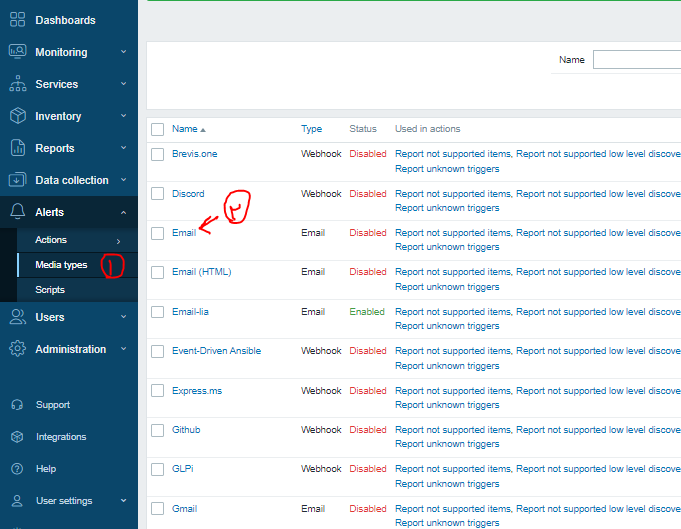 Dashboards
Monitoring
Services
Inventory
Reports
Data collection
Alerts
Actions
Media types
1
Scripts
Users
Administration
Support
Integrations
Help
User settings
Name
Name Type Status Used in actions
Brevis.one Webhook Disabled Report not supported items, Report not supported low level discove
Report unknown triggers
Discord Webhook Disabled Report not supported items, Report not supported low level discove
Report unknown triggers
۲
Email Email Disabled Report not supported items, Report not supported low level discove
Report unknown triggers
Email (HTML) Email Disabled Report not supported items, Report not supported low level discove
Report unknown triggers
Email-lia Email Enabled Report not supported items, Report not supported low level discove
Report unknown triggers
Event-Driven Ansible Webhook Disabled Report not supported items, Report not supported low level discove
Report unknown triggers
Express.ms Webhook Disabled Report not supported items, Report not supported low level discove
Report unknown triggers
Github Webhook Disabled Report not supported items, Report not supported low level discove
Report unknown triggers
GLPi Webhook Disabled Report not supported items, Report not supported low level discove
Report unknown triggers
Gmail Email Disabled Report not supported items, Report not supported low level discove
Report unknown triggers